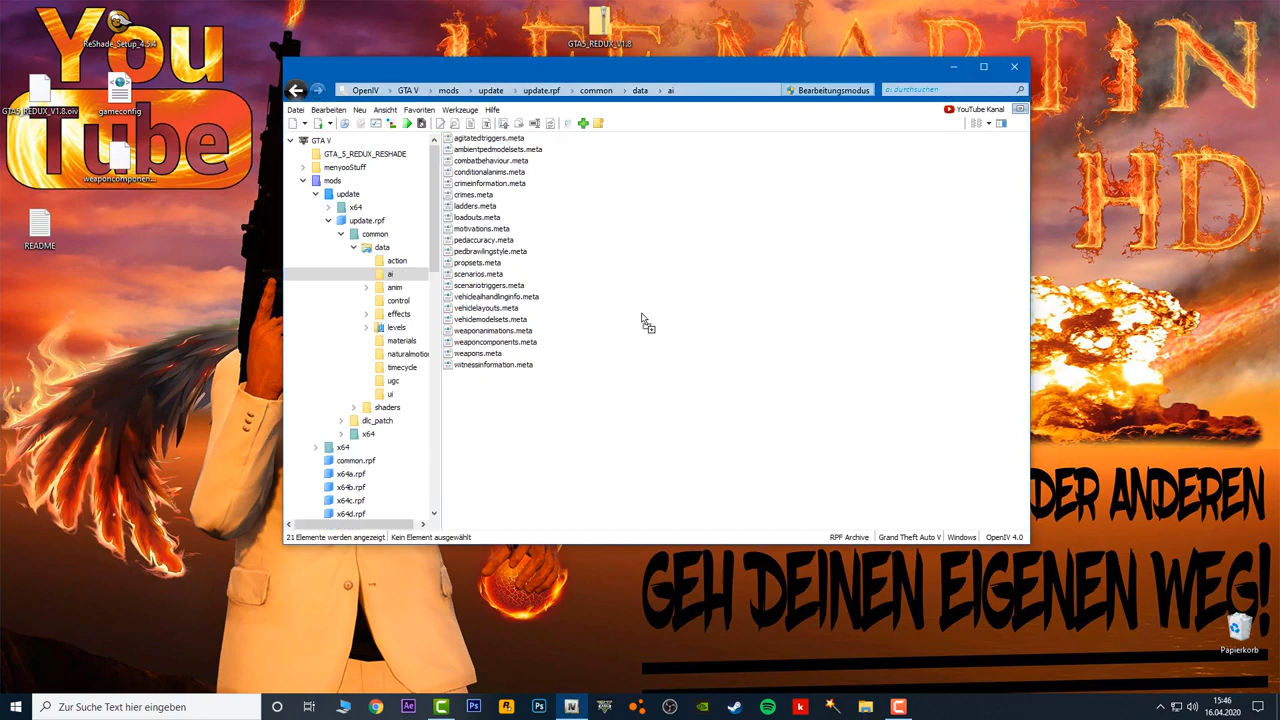 You
Tube
LIFE MARTIN
HD
DER ANDEREN
GEH DEINEN EIGENEN WEG!
ReShade_Setup_4.5.4
GTA5_REDUX_V1.8.oiv
gameconfig
weaponcomponen...
README
GTA5_REDUX_V1.8
Papierkorb
OpenIV
GTA V
mods
update
update.rpf
common
data
ai
Bearbeitungsmodus
ai durchsuchen
Datei Bearbeiten Neu Ansicht Favoriten Werkzeuge Hilfe
YouTube Kanal
GTA V
GTA_5_REDUX_RESHADE
menyooStuff
mods
update
x64
update.rpf
common
data
action
ai
anim
control
effects
levels
materials
naturalmotio
timecycle
ugc
ui
shaders
dlc_patch
x64
x64
common.rpf
x64a.rpf
x64b.rpf
x64c.rpf
x64d.rpf
agitatedtriggers.meta
ambientpedmodelsets.meta
combatbehaviour.meta
conditionalanims.meta
crimeinformation.meta
crimes.meta
ladders.meta
loadouts.meta
motivations.meta
pedaccuracy.meta
pedbrawlingstyle.meta
propsets.meta
scenarios.meta
scenariotriggers.meta
vehicleaihandlinginfo.meta
vehiclelayouts.meta
vehiclemodelsets.meta
weaponanimations.meta
weaponcomponents.meta
weapons.meta
witnessinformation.meta
21 Elemente werden angezeigt Kein Element ausgewählt
RPF Archive Grand Theft Auto V Windows OpenIV 4.0
Zur Suche Text hier eingeben
15:46
16.04.2020